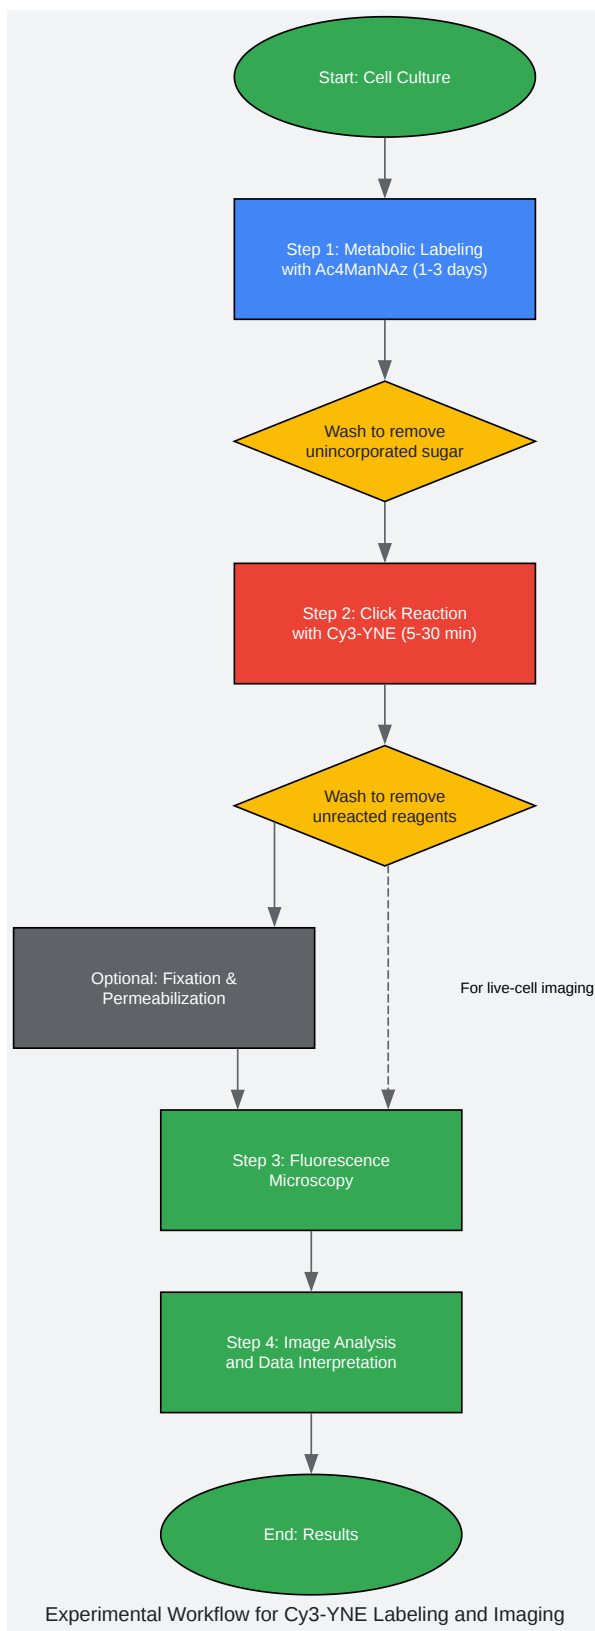 Start: Cell Culture
Step 1: Metabolic Labeling
with Ac4ManNAz (1-3 days)
Wash to remove
unincorporated sugar
Step 2: Click Reaction
with Cy3-YNE (5-30 min)
Wash to remove
unreacted reagents
Optional: Fixation &
Permeabilization
For live-cell imaging
Step 3: Fluorescence
Microscopy
Step 4: Image Analysis
and Data Interpretation
End: Results
Experimental Workflow for Cy3-YNE Labeling and Imaging